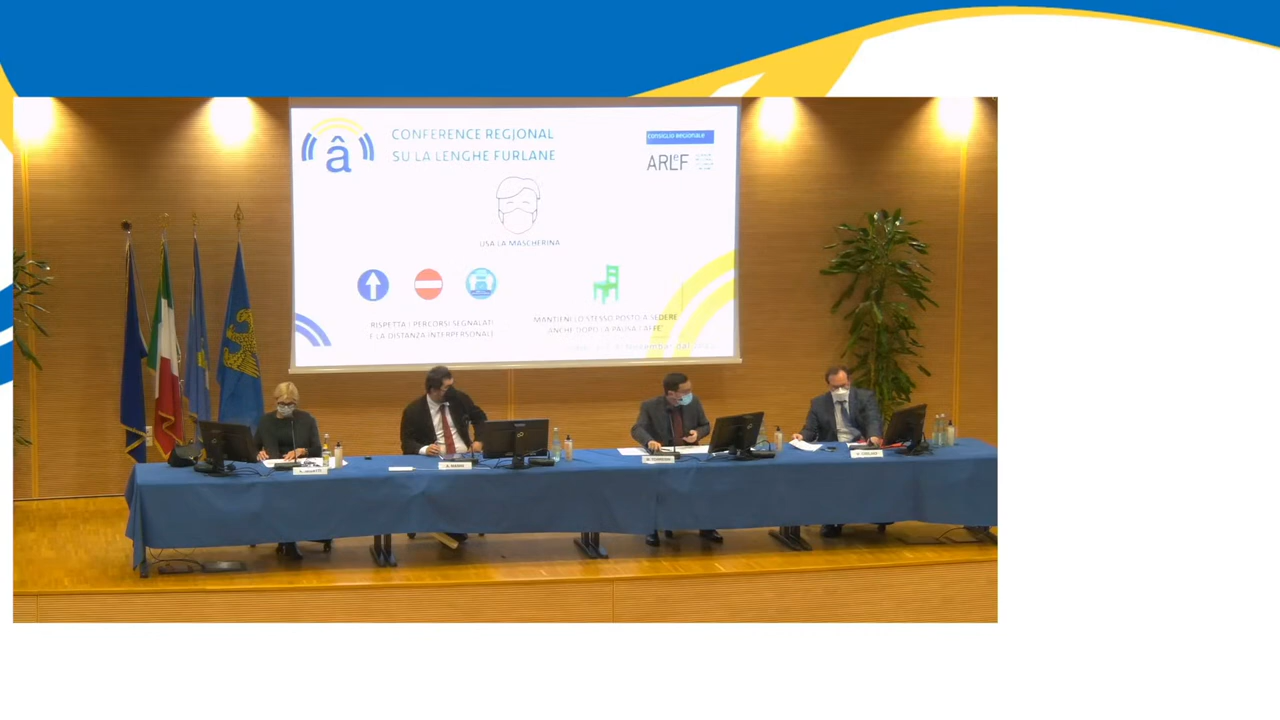 CONFERENCE REGJONAL
SU LA LENGHE FURLANE
â
consiglio regionale
ARLeF
USA LA MASCHERINA
RISPETTA I PERCORSI SEGNALATI
E LA DISTANZA INTERPERSONALE
MANTIENI LO STESSO POSTO A SEDERE
ANCHE DOPO LA PAUSA CAFFE'